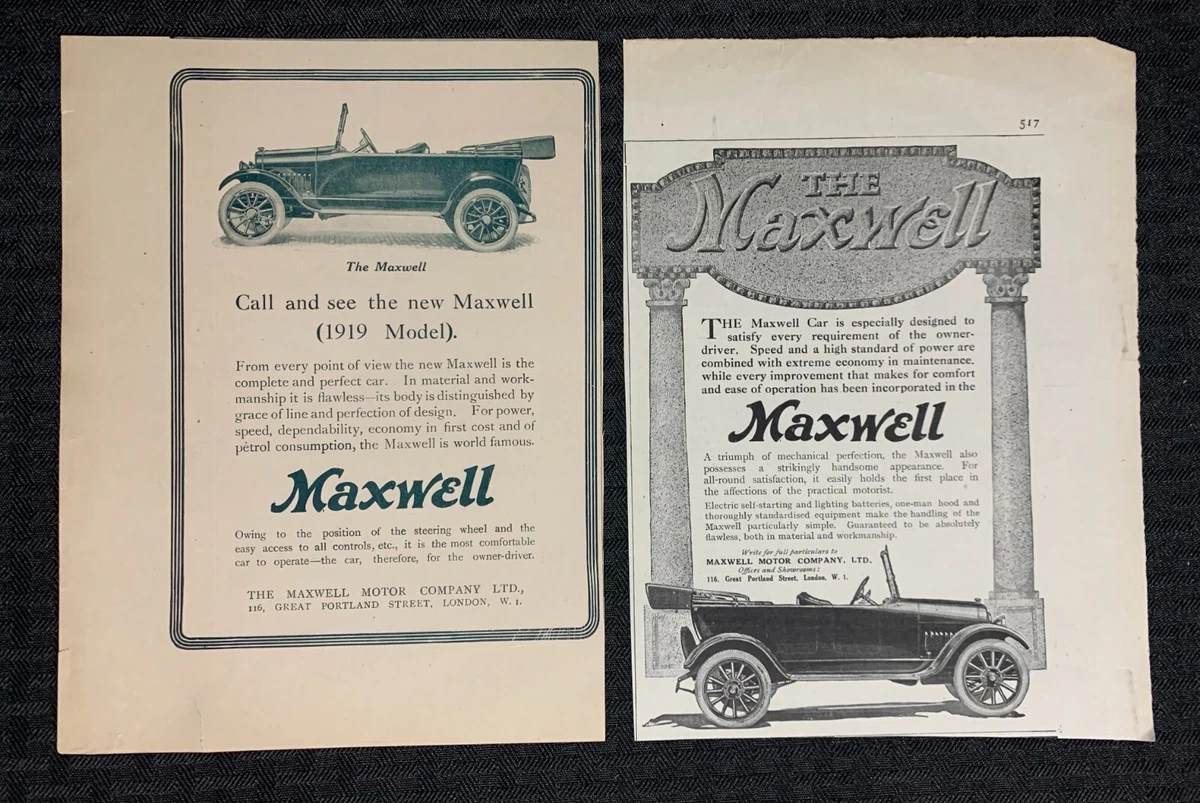 The Maxwell
Call and see the new Maxwell
(1919 Model).
From every point of view the new Maxwell is the
complete and perfect car. In material and work-
manship it is flawless—its body is distinguished by
grace of line and perfection of design. For power,
speed, dependability, economy in first cost and of
petrol consumption, the Maxwell is world famous.
Maxwell
Owing to the position of the steering wheel and the
easy access to all controls, etc., it is the most comfortable
car to operate—the car, therefore, for the owner-driver.
THE MAXWELL MOTOR COMPANY LTD.,
116, GREAT PORTLAND STREET, LONDON, W. 1.
517
THE
Maxwell
THE Maxwell Car is especially designed to
satisfy every requirement of the owner-
driver. Speed and a high standard of power are
combined with extreme economy in maintenance.
while every improvement that makes for comfort
and ease of operation has been incorporated in the
Maxwell
A triumph of mechanical perfection, the Maxwell also
possesses a strikingly handsome appearance. For
all-round satisfaction, it easily holds the first place in
the affections of the practical motorist.
Electric self-starting and lighting batteries, one-man hood and
thoroughly standardised equipment make the handling of the
Maxwell particularly simple. Guaranteed to be absolutely
flawless, both in material and workmanship.
Write for full particulars to
MAXWELL MOTOR COMPANY, LTD.
Offices and Showrooms:
116, Great Portland Street, London, W. 1.